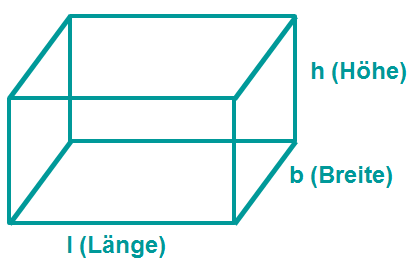 h (Höhe)
b (Breite)
l (Länge)